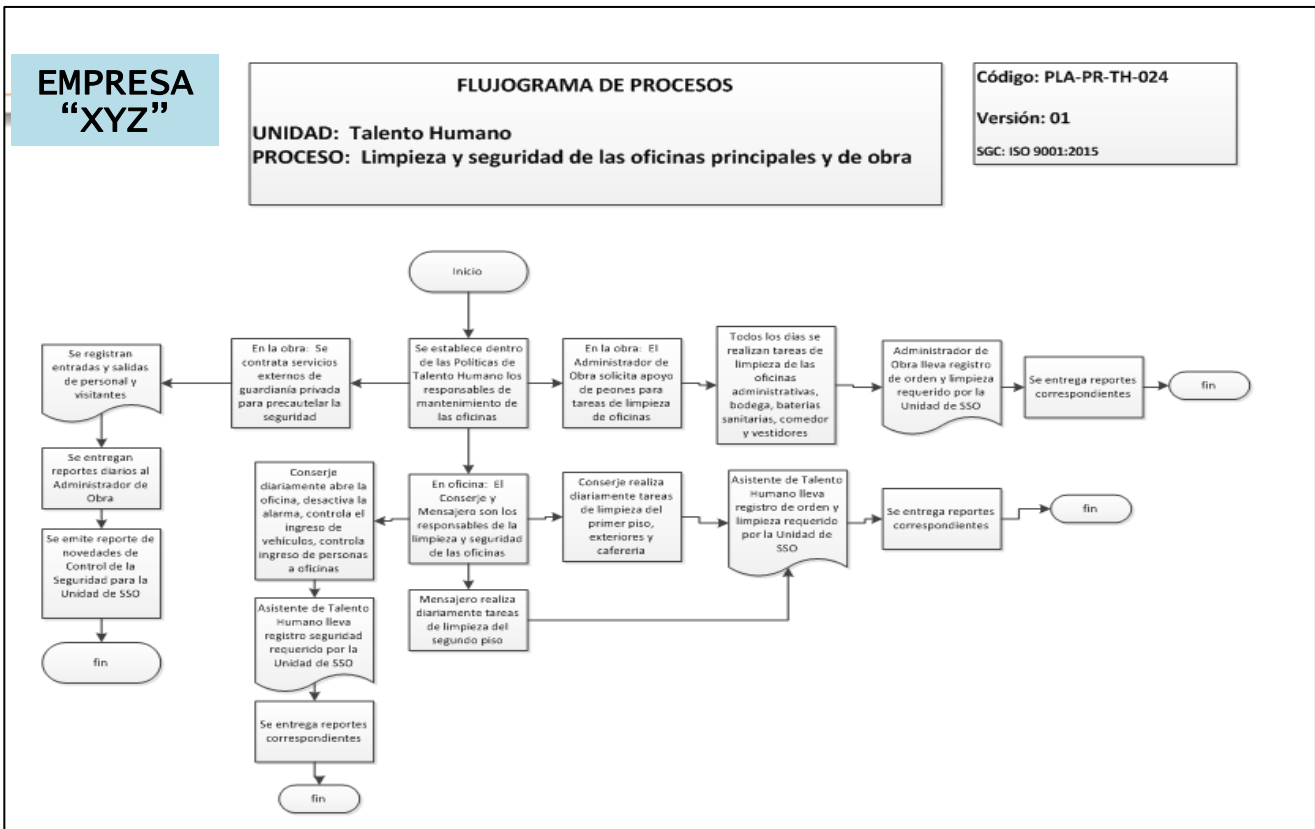 EMPRESA
“XYZ”
FLUJOGRAMA DE PROCESOS
UNIDAD: Talento Humano
PROCESO: Limpieza y seguridad de las oficinas principales y de obra
Código: PLA-PR-TH-024
Versión: 01
SGC: ISO 9001:2015
Inicio
Se registran
entradas y salidas
de personal y
visitantes
En la obra: Se
contrata servicios
externos de
guardianía privada
para precautelar la
seguridad
Se establece dentro
de las Políticas de
Talento Humano los
responsables de
mantenimiento de
las oficinas
En la obra: El
Administrador de
Obra solicita apoyo
de peones para
tareas de limpieza
de oficinas
Todos los días se
realizan tareas de
limpieza de las
oficinas
administrativas,
bodega, baterías
sanitarias, comedor
y vestidores
Administrador de
Obra lleva registro
de orden y limpieza
requerido por la
Unidad de SSO
Se entrega reportes
correspondientes
fin
Se entregan
reportes diarios al
Administrador de
Obra
Se emite reporte de
novedades de
Control de la
Seguridad para la
Unidad de SSO
fin
Conserje
diariamente abre la
oficina, desactiva la
alarma, controla el
ingreso de
vehículos, controla
ingreso de personas
a oficinas
En oficina: El
Conserje y
Mensajero son los
responsables de la
limpieza y seguridad
de las oficinas
Conserje realiza
diariamente tareas
de limpieza del
primer piso,
exteriores y
cafereria
Asistente de Talento
Humano lleva
registro de orden y
limpieza requerido
por la Unidad de
SSO
Se entrega reportes
correspondientes
fin
Mensajero realiza
diariamente tareas
de limpieza del
segundo piso
Asistente de Talento
Humano lleva
registro seguridad
requerido por la
Unidad de SSO
Se entrega reportes
correspondientes
fin